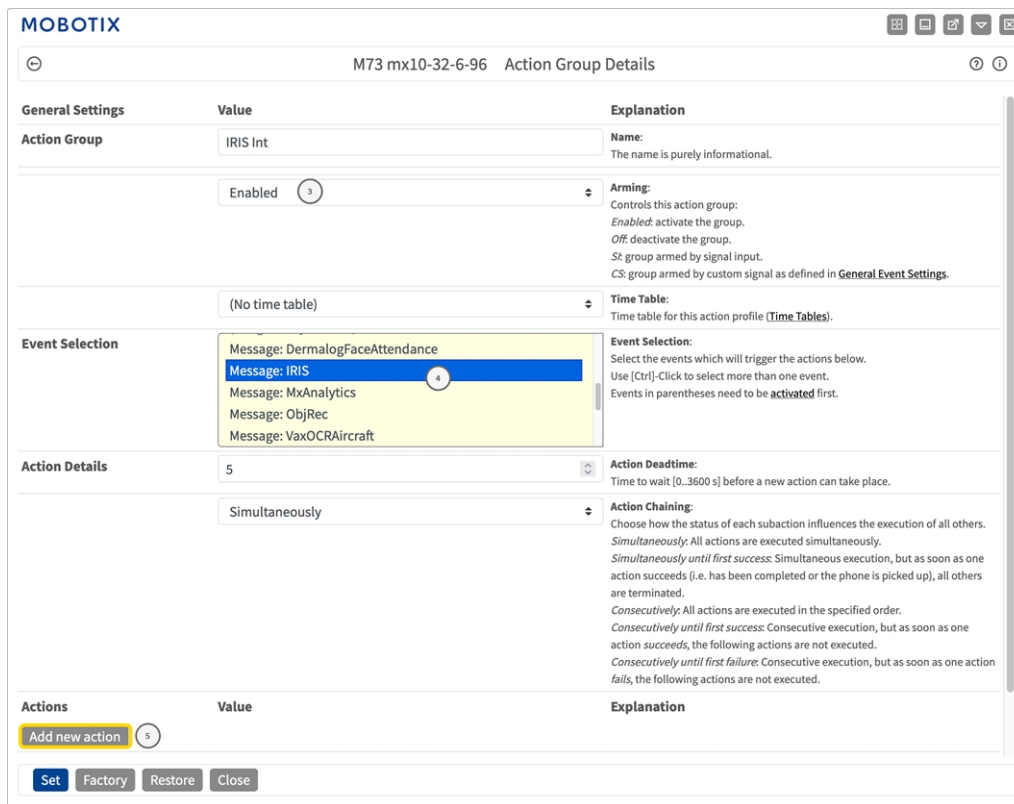 MOBOTIX
M73 mx10-32-6-96 Action Group Details
General Settings Value Explanation
Action Group IRIS Int Name:
The name is purely informational.
Enabled 3 Arming:
Controls this action group:
Enabled: activate the group.
Off: deactivate the group.
SI: group armed by signal input.
CS: group armed by custom signal as defined in General Event Settings.
(No time table) Time Table:
Time table for this action profile (Time Tables).
Event Selection Event Selection:
Message: DermalogFaceAttendance
Select the events which will trigger the actions below.
Message: IRIS 4
Use [Ctrl]-Click to select more than one event.
Message: MxAnalytics
Events in parentheses need to be activated first.
Message: ObjRec
Message: VaxOCRAircraft
Action Details 5 Action Deadtime:
Time to wait [0..3600 s] before a new action can take place.
Simultaneously Action Chaining:
Choose how the status of each subaction influences the execution of all others.
Simultaneously: All actions are executed simultaneously.
Simultaneously until first success: Simultaneous execution, but as soon as one
action succeeds (i.e. has been completed or the phone is picked up), all others
are terminated.
Consecutively: All actions are executed in the specified order.
Consecutively until first success: Consecutive execution, but as soon as one
action succeeds, the following actions are not executed.
Consecutively until first failure: Consecutive execution, but as soon as one action
fails, the following actions are not executed.
Actions Value Explanation
Add new action 5
Set Factory Restore Close